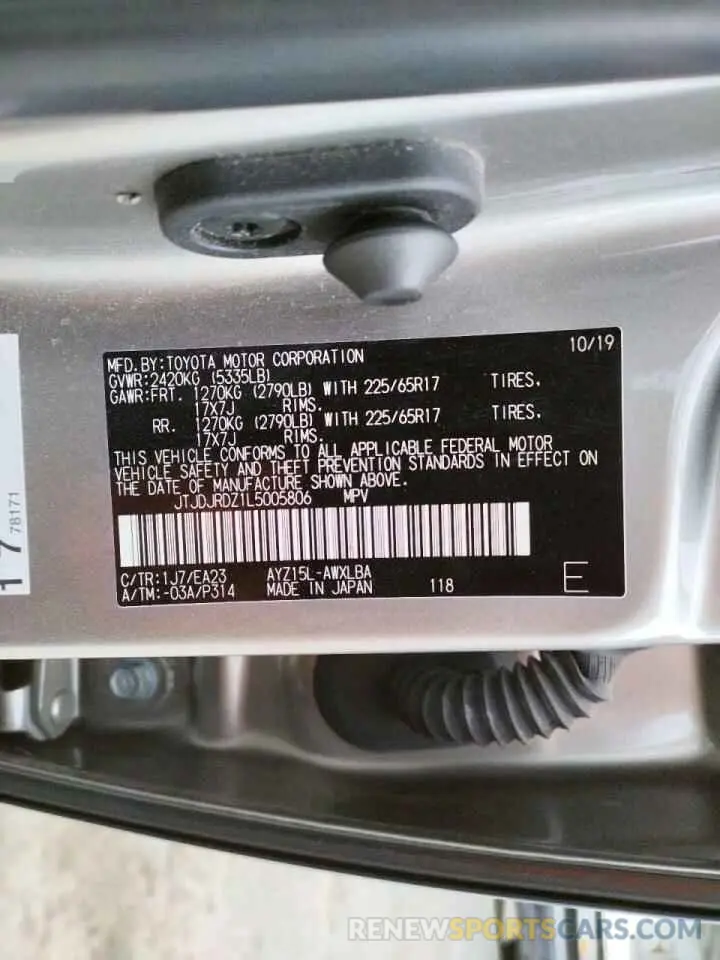 MFD.BY:TOYOTA MOTOR CORPORATION 10/19
GVWR:2420KG (5335LB)
GAWR:FRT. 1270KG (2790LB) WITH 225/65R17 TIRES,
17X7J RIMS.
RR. 1270KG (2790LB) WITH 225/65R17 TIRES,
17X7J RIMS.
THIS VEHICLE CONFORMS TO ALL APPLICABLE FEDERAL MOTOR
VEHICLE SAFETY AND THEFT PREVENTION STANDARDS IN EFFECT ON
THE DATE OF MANUFACTURE SHOWN ABOVE.
JTJDJRDZ1L5005806 MPV
C/TR:1J7/EA23 AYZ15L-AWXLBA
A/TM:-03A/P314 MADE IN JAPAN 118 E
78171
RENEWSPORTSCARS.COM